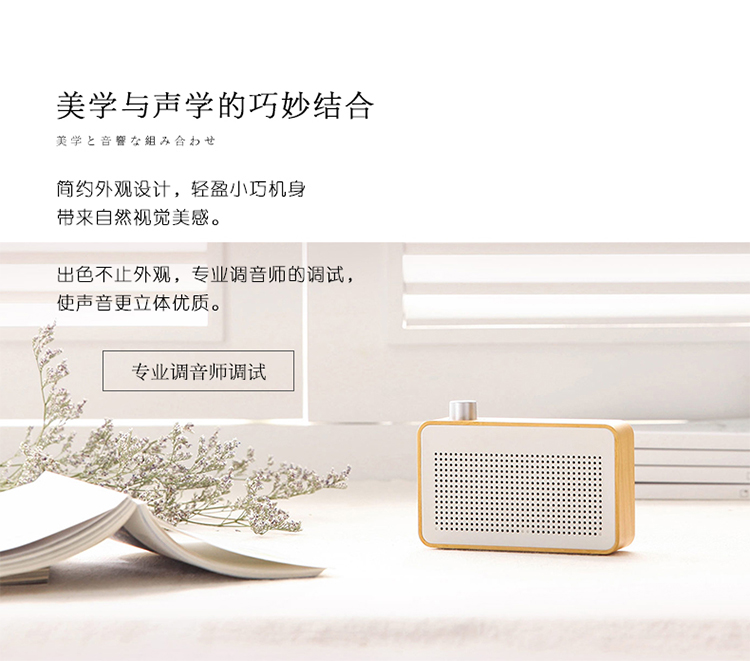 美学与声学的巧妙结合
美学と音響な組み合わせ
简约外观设计，轻盈小巧机身
带来自然视觉美感。
出色不止外观，专业调音师的调试，
使声音更立体优质。
专业调音师调试